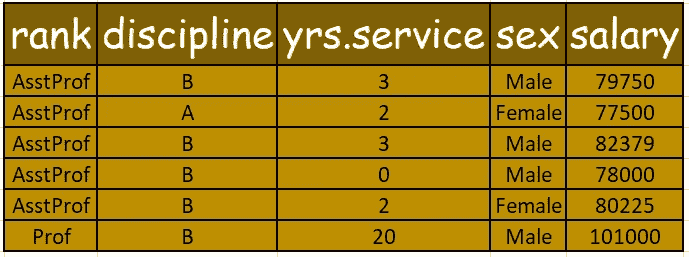 rank discipline yrs.service sex salary
AsstProf B 3 Male 79750
AsstProf A 2 Female 77500
AsstProf B 3 Male 82379
AsstProf B 0 Male 78000
AsstProf B 2 Female 80225
Prof B 20 Male 101000